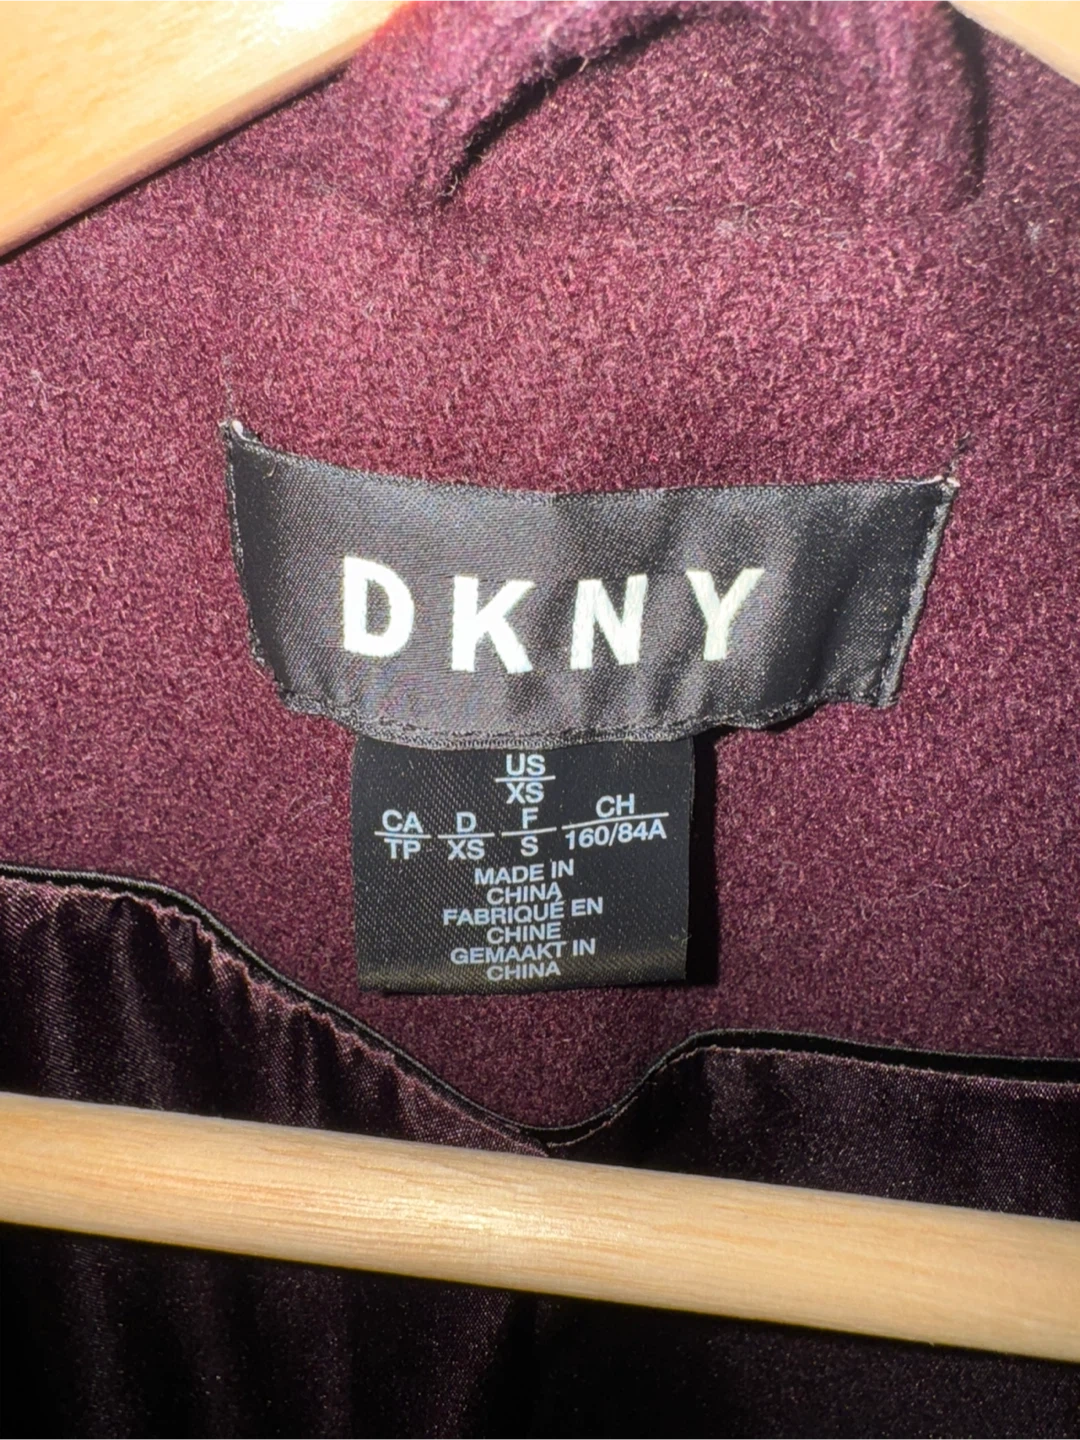 DKNY
US
XS
CA D F CH
TP XS S 160/84A
MADE IN
CHINA
FABRIQUÉ EN
CHINE
GEMAAKT IN
CHINA